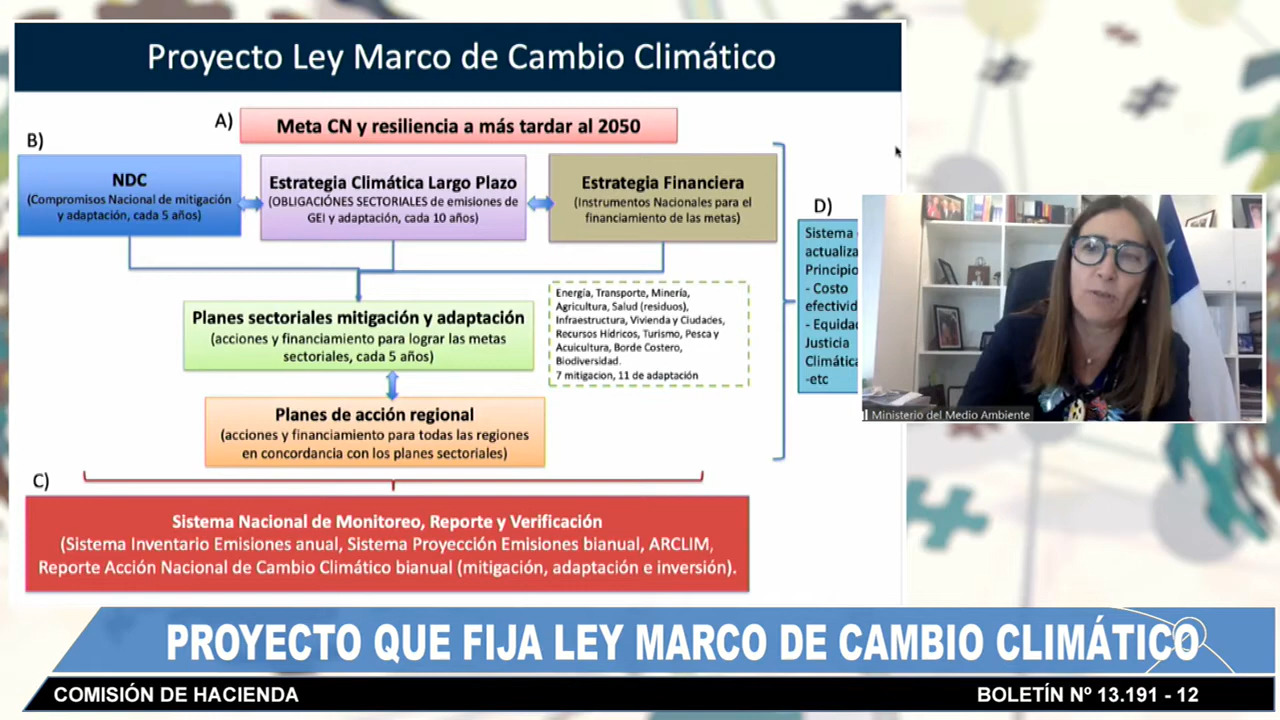 Proyecto Ley Marco de Cambio Climático
A)
Meta CN y resiliencia a más tardar al 2050
B)
NDC
(Compromisos Nacional de mitigación
y adaptación, cada 5 años)
Estrategia Climática Largo Plazo
(OBLIGACIÓNES SECTORIALES de emisiones de
GEI y adaptación, cada 10 años)
Estrategia Financiera
(Instrumentos Nacionales para el
financiamiento de las metas)
D)
Sistema
actualiza
Principio
- Costo
efectivid
- Equidad
Justicia
Climática
-etc
Planes sectoriales mitigación y adaptación
(acciones y financiamiento para lograr las metas
sectoriales, cada 5 años)
Energía, Transporte, Minería,
Agricultura, Salud (residuos),
Infraestructura, Vivienda y Ciudades,
Recursos Hídricos, Turismo, Pesca y
Acuicultura, Borde Costero,
Biodiversidad.
7 mitigacion, 11 de adaptación
Planes de acción regional
(acciones y financiamiento para todas las regiones
en concordancia con los planes sectoriales)
Ministerio del Medio Ambiente
C)
Sistema Nacional de Monitoreo, Reporte y Verificación
(Sistema Inventario Emisiones anual, Sistema Proyección Emisiones bianual, ARCLIM,
Reporte Acción Nacional de Cambio Climático bianual (mitigación, adaptación e inversión).
PROYECTO QUE FIJA LEY MARCO DE CAMBIO CLIMÁTICO
COMISIÓN DE HACIENDA
BOLETÍN Nº 13.191 - 12